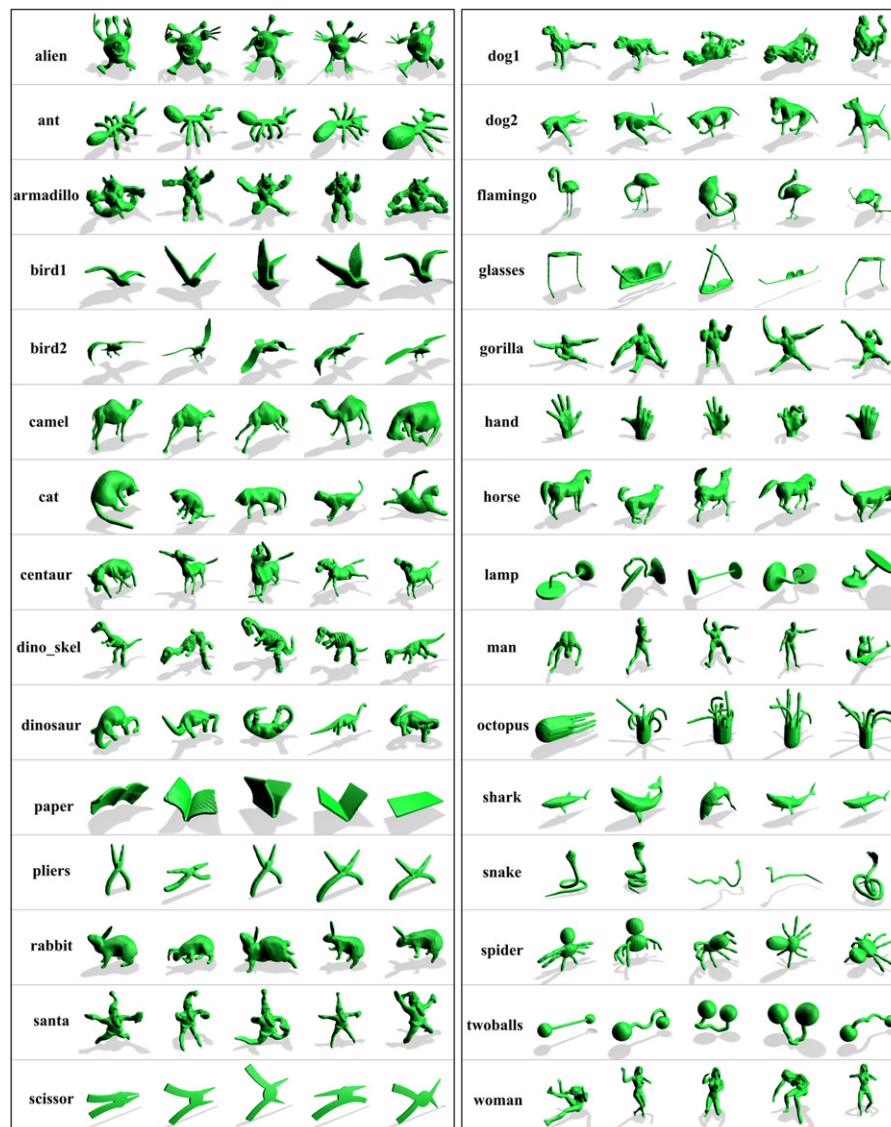 alien
ant
armadillo
bird1
bird2
camel
cat
centaur
dino_skel
dinosaur
paper
pliers
rabbit
santa
scissor
dog1
dog2
flamingo
glasses
gorilla
hand
horse
lamp
man
octopus
shark
snake
spider
twoballs
woman